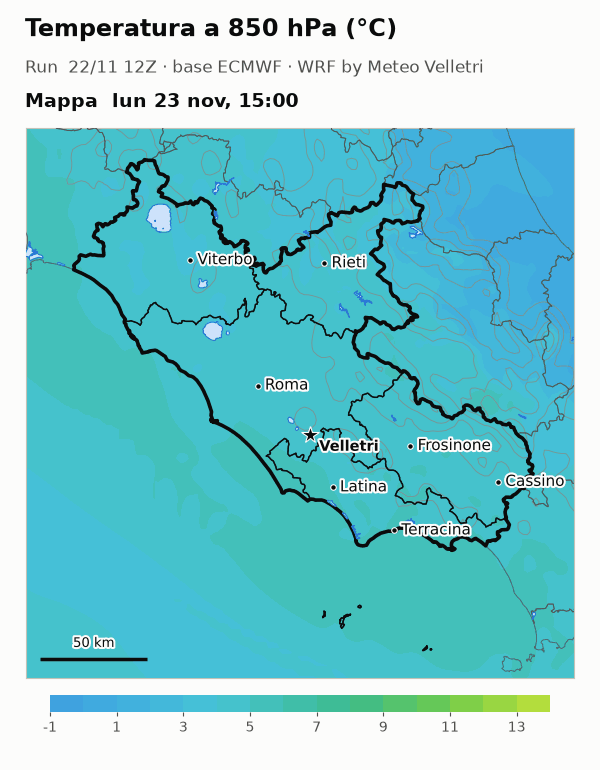 Temperatura a 850 hPa (°C)
Run  22/11 12Z · base ECMWF · WRF by Meteo Velletri
Mappa  lun 23 nov, 15:00
Viterbo
Rieti
Roma
Velletri
Frosinone
Cassino
Latina
Terracina
50 km
-1 1 3 5 7 9 11 13